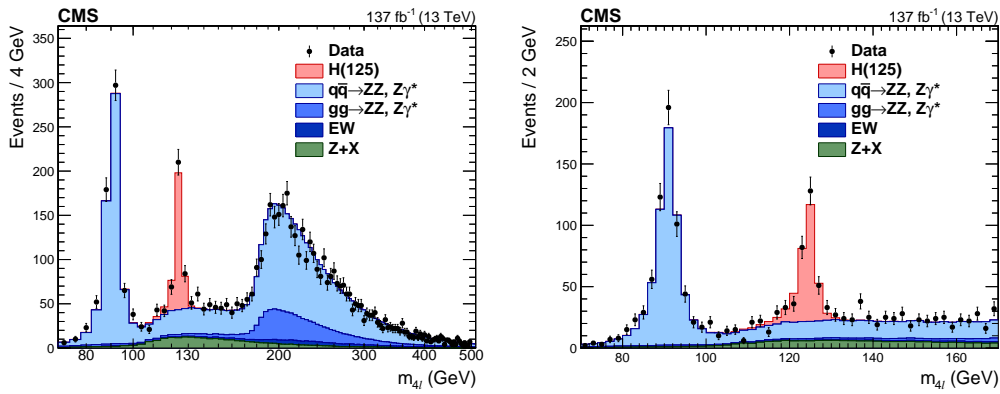 CMS 137 fb⁻¹ (13 TeV)
Events / 4 GeV
350
300
250
200
150
100
50
0
Data
H(125)
qq̄→ZZ, Zγ*
gg→ZZ, Zγ*
EW
Z+X
80 100 130 200 300 400 500
m4l (GeV)
CMS 137 fb⁻¹ (13 TeV)
Events / 2 GeV
250
200
150
100
50
0
Data
H(125)
qq̄→ZZ, Zγ*
gg→ZZ, Zγ*
EW
Z+X
80 100 120 140 160
m4l (GeV)